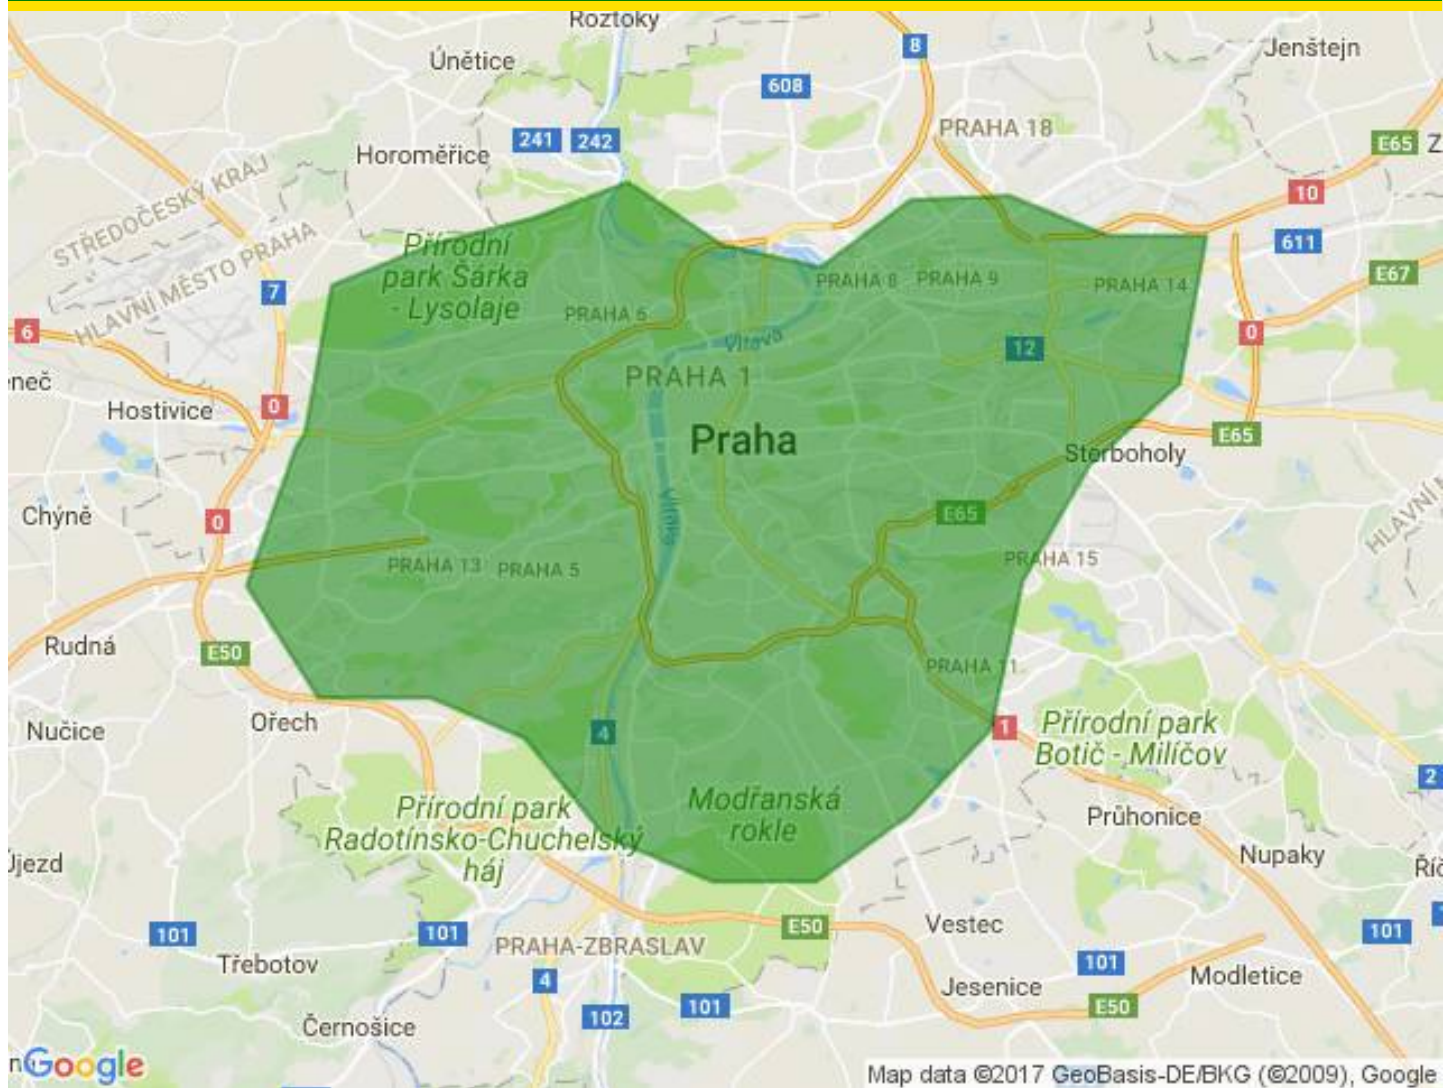 Roztoky
Únětice
8
Jenštejn
608
PRAHA 18
241
242
E65
Z
Horoměřice
10
STŘEDOČESKÝ KRAJ
HLAVNÍ MĚSTO PRAHA
Přírodní
park Šárka
- Lysolaje
611
E67
7
PRAHA 8
PRAHA 9
PRAHA 14
PRAHA 6
6
0
Vltava
12
PRAHA 1
eneč
Hostivice
0
Praha
E65
Štěrboholy
Chýně
0
Vltava
E65
HLAVNÍ M
PRAHA 13
PRAHA 5
PRAHA 15
Rudná
E50
PRAHA 11
Nučice
Ořech
4
1
Přírodní park
Botič - Milíčov
2
Přírodní park
Radotínsko-Chuchelský
háj
Modřanská
rokle
Průhonice
Nupaky
Újezd
Říč
101
101
E50
Vestec
101
1
PRAHA-ZBRASLAV
Třebotov
4
101
Modletice
Jesenice
101
E50
102
Černošice
Google
Map data ©2017 GeoBasis-DE/BKG (©2009), Google